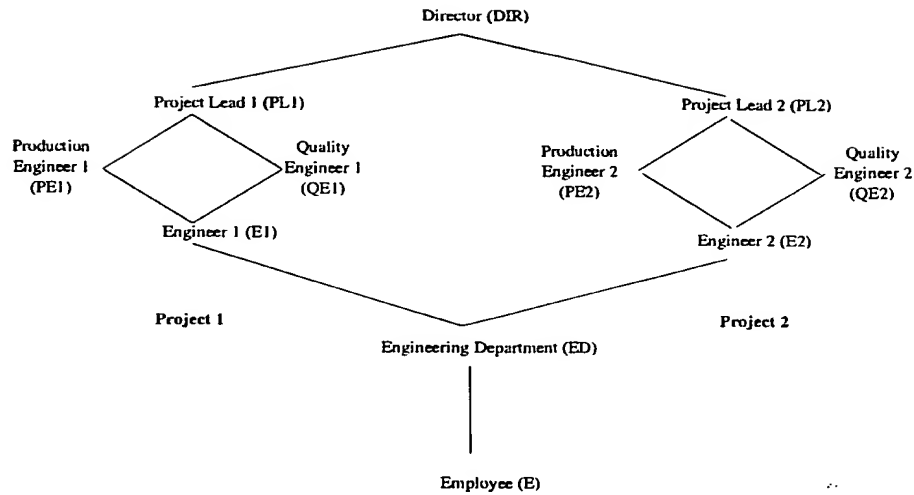 Director (DIR)
Project Lead 1 (PL1)
Project Lead 2 (PL2)
Production
Engineer 1
(PE1)
Quality
Engineer 1
(QE1)
Production
Engineer 2
(PE2)
Quality
Engineer 2
(QE2)
Engineer 1 (E1)
Engineer 2 (E2)
Project 1
Project 2
Engineering Department (ED)
Employee (E)